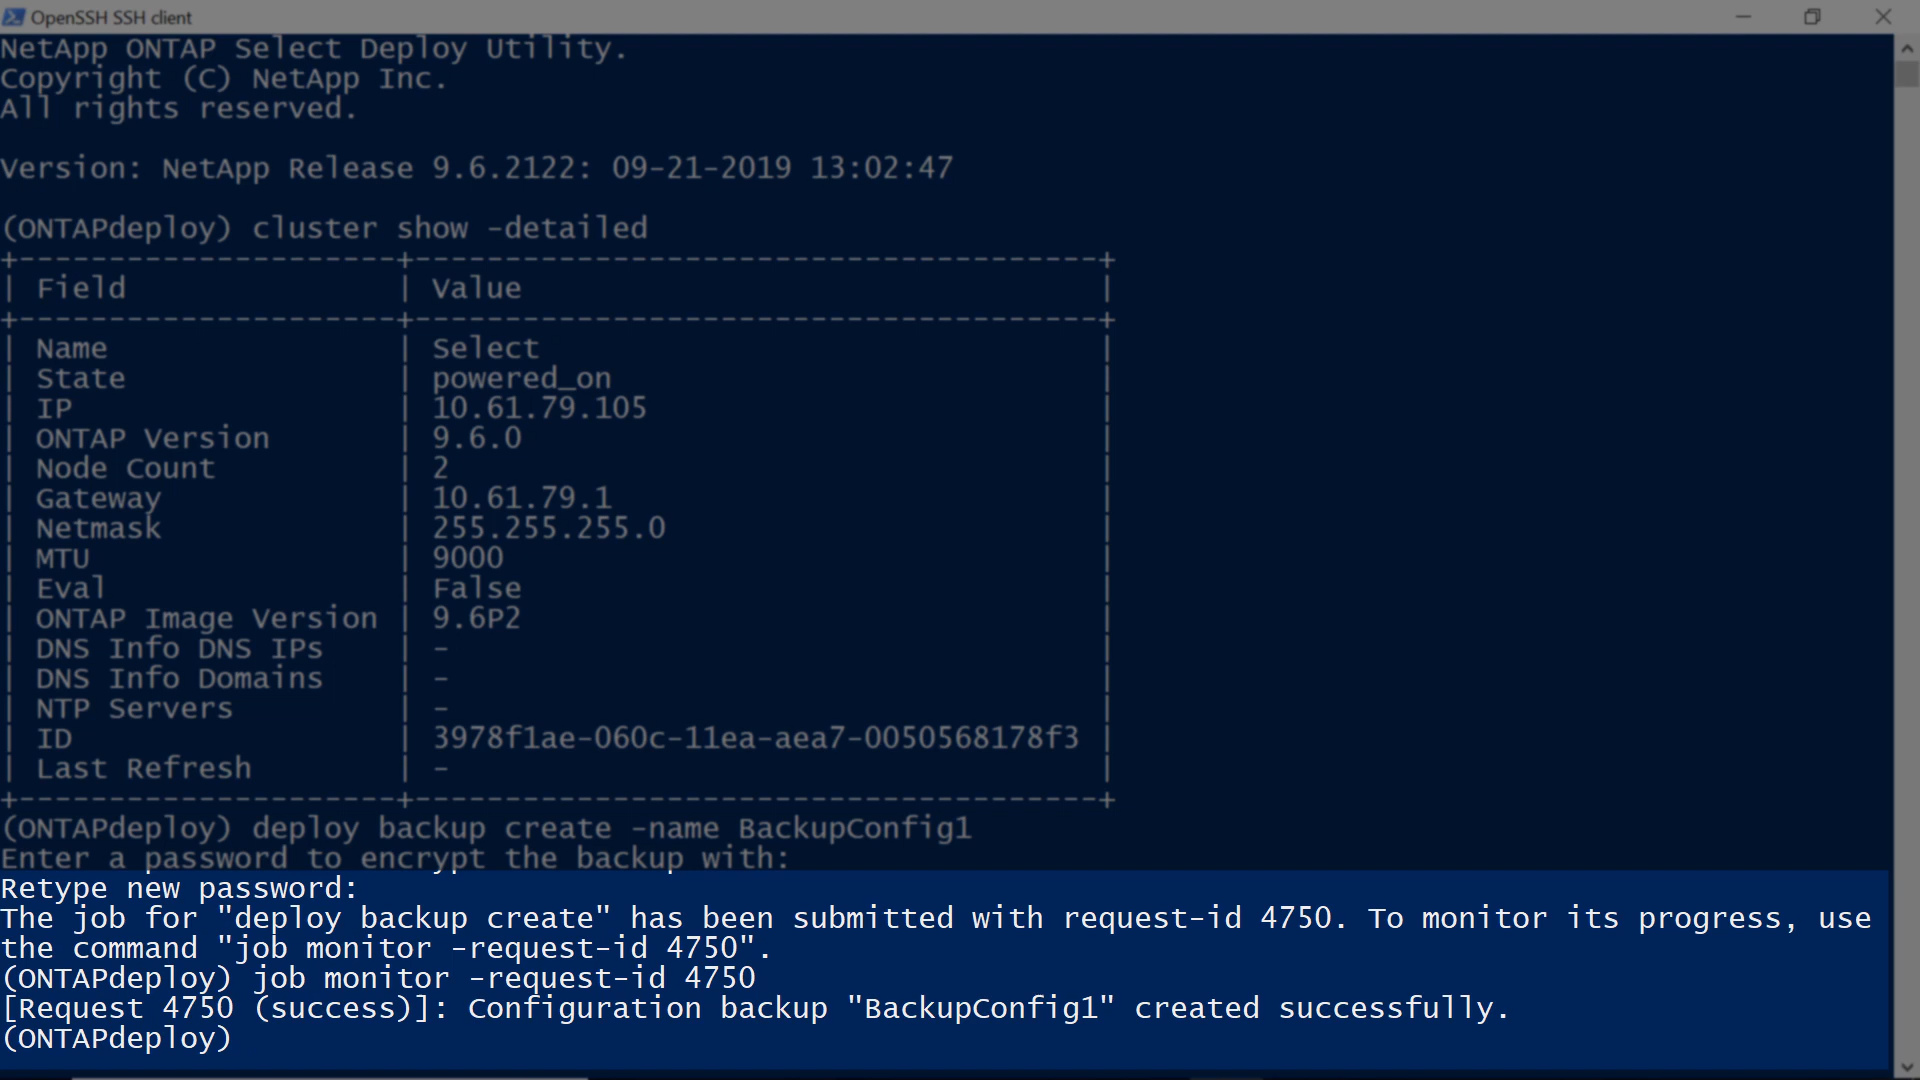 OpenSSH SSH client
NetApp ONTAP Select Deploy Utility.
Copyright (C) NetApp Inc.
All rights reserved.
Version: NetApp Release 9.6.2122: 09-21-2019 13:02:47
(ONTAPdeploy) cluster show -detailed
+---------------------+--------------------------------------+
| Field               | Value                                |
+---------------------+--------------------------------------+
| Name                | Select                               |
| State               | powered_on                           |
| IP                  | 10.61.79.105                         |
| ONTAP Version       | 9.6.0                                |
| Node Count          | 2                                    |
| Gateway             | 10.61.79.1                           |
| Netmask             | 255.255.255.0                        |
| MTU                 | 9000                                 |
| Eval                | False                                |
| ONTAP Image Version | 9.6P2                                |
| DNS Info DNS IPs    | -                                    |
| DNS Info Domains    | -                                    |
| NTP Servers         | -                                    |
| ID                  | 3978f1ae-060c-11ea-aea7-0050568178f3 |
| Last Refresh        | -                                    |
+---------------------+--------------------------------------+
(ONTAPdeploy) deploy backup create -name BackupConfig1
Enter a password to encrypt the backup with:
Retype new password:
The job for "deploy backup create" has been submitted with request-id 4750. To monitor its progress, use
the command "job monitor -request-id 4750".
(ONTAPdeploy) job monitor -request-id 4750
[Request 4750 (success)]: Configuration backup "BackupConfig1" created successfully.
(ONTAPdeploy)